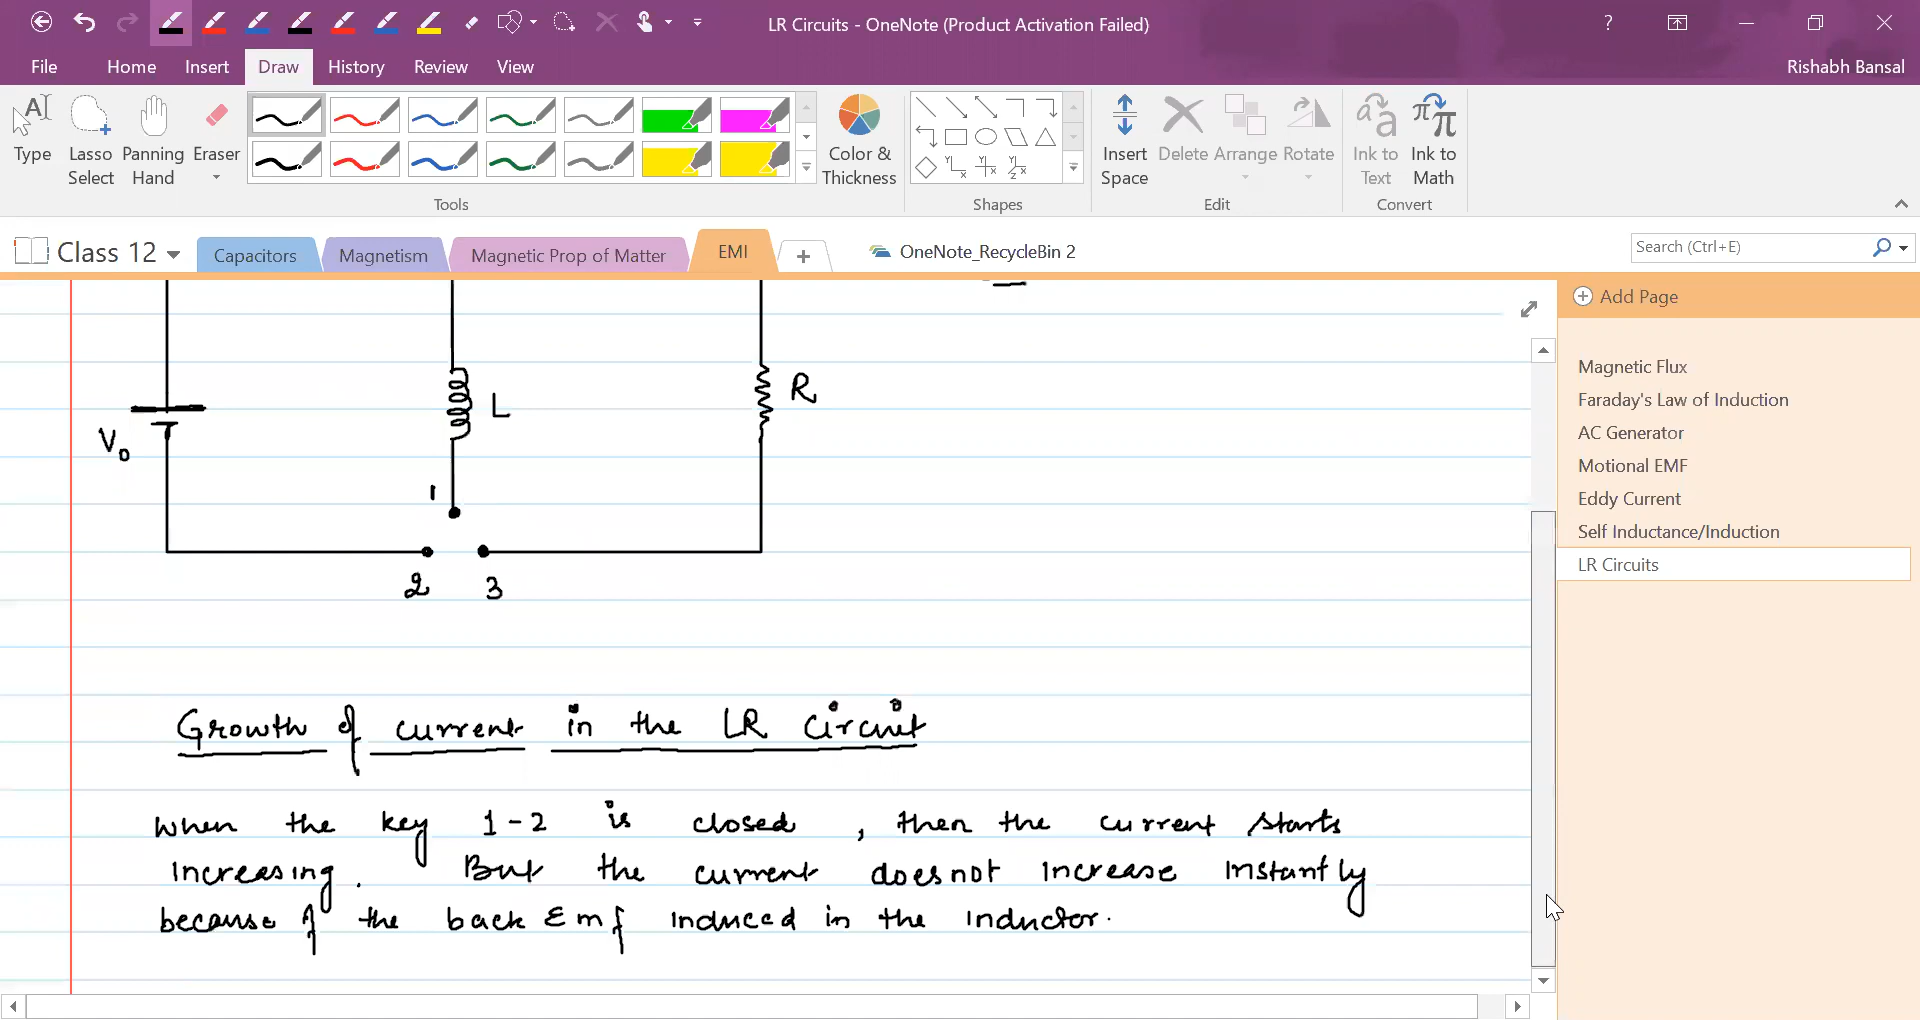 LR Circuits - OneNote (Product Activation Failed)
?
File Home Insert Draw History Review View
Rishabh Bansal
Type
Lasso Select
Panning Hand
Eraser
Color & Thickness
Insert Space
Delete
Arrange
Rotate
Ink to Text
Ink to Math
Tools
Shapes
Edit
Convert
Class 12
Capacitors
Magnetism
Magnetic Prop of Matter
EMI
+
OneNote_RecycleBin 2
Search (Ctrl+E)
Add Page
Magnetic Flux
Faraday's Law of Induction
AC Generator
Motional EMF
Eddy Current
Self Inductance/Induction
LR Circuits
V0
L
R
1
2
3
Growth of current in the LR Circuit
When the key 1-2 is closed, then the current starts
increasing. But the current does not increase instantly
because of the back Emf induced in the inductor.